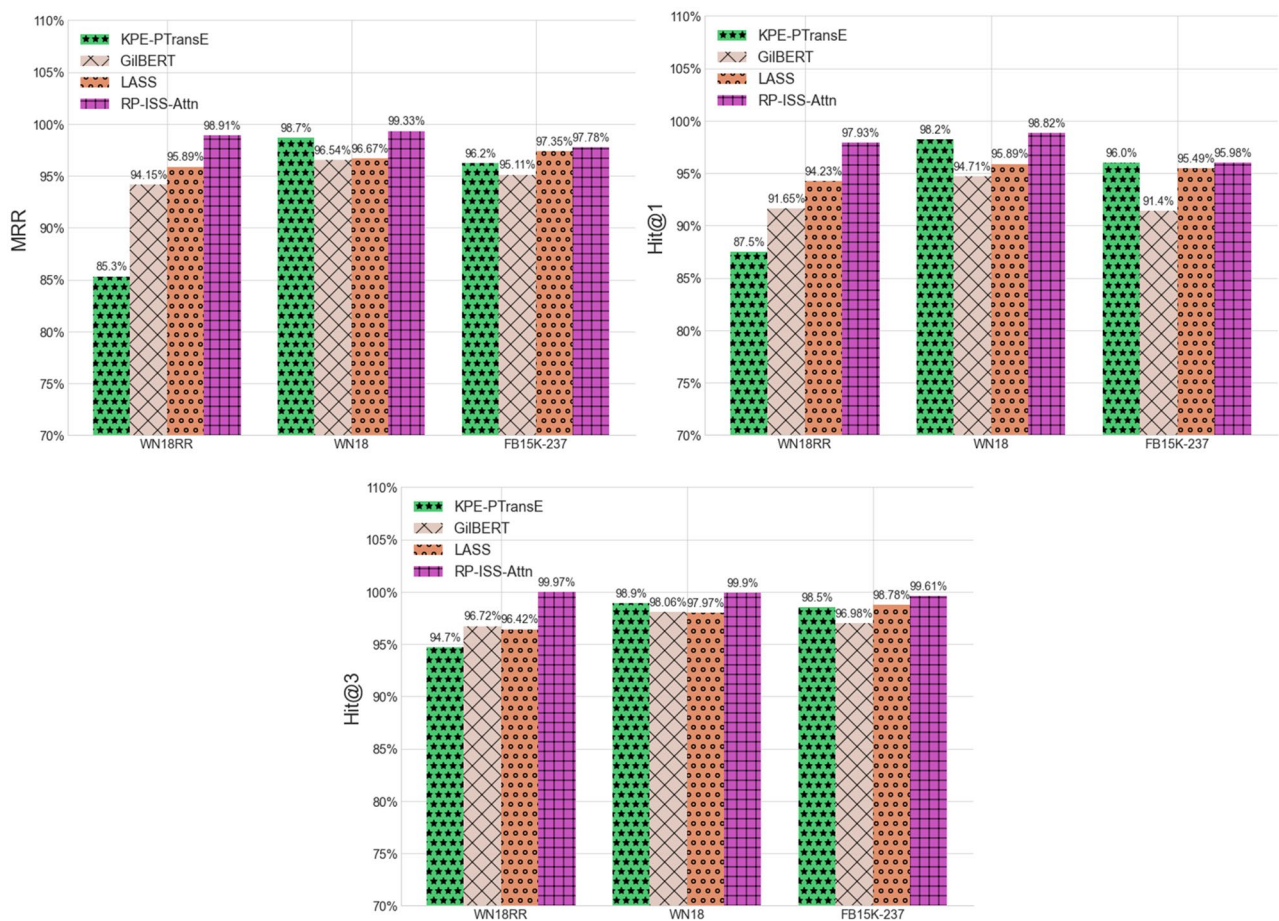 110%
105%
100%
95%
90%
85%
80%
75%
70%
MRR
KPE-PTransE
GilBERT
LASS
RP-ISS-Attn
85.3%
94.15%
95.89%
98.91%
98.7%
96.54%
96.67%
99.33%
96.2%
95.11%
97.35%
97.78%
WN18RR
WN18
FB15K-237
110%
105%
100%
95%
90%
85%
80%
75%
70%
Hit@1
KPE-PTransE
GilBERT
LASS
RP-ISS-Attn
87.5%
91.65%
94.23%
97.93%
98.2%
94.71%
95.89%
98.82%
96.0%
91.4%
95.49%
95.98%
WN18RR
WN18
FB15K-237
110%
105%
100%
95%
90%
85%
80%
75%
70%
Hit@3
KPE-PTransE
GilBERT
LASS
RP-ISS-Attn
94.7%
96.72%
96.42%
99.97%
98.9%
98.06%
97.97%
99.9%
98.5%
96.98%
98.78%
99.61%
WN18RR
WN18
FB15K-237